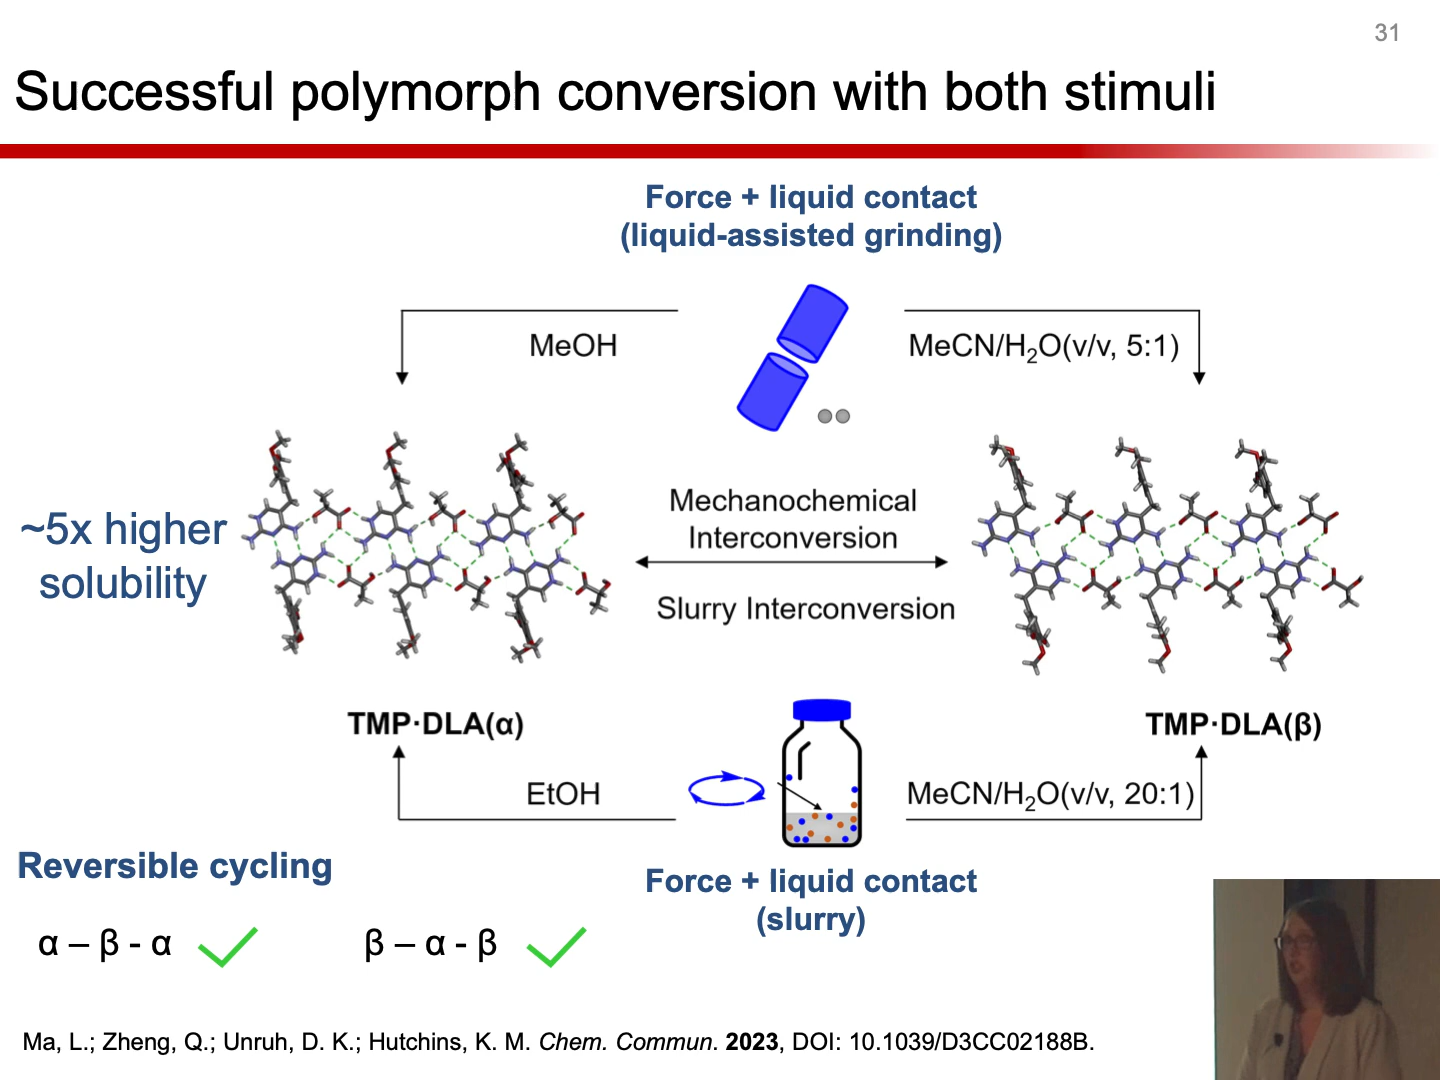 31
Successful polymorph conversion with both stimuli
Force + liquid contact
(liquid-assisted grinding)
MeOH
MeCN/H₂O(v/v, 5:1)
~5x higher
solubility
Mechanochemical
Interconversion
Slurry Interconversion
TMP·DLA(α)
TMP·DLA(β)
EtOH
MeCN/H₂O(v/v, 20:1)
Reversible cycling
Force + liquid contact
(slurry)
α – β - α
β – α - β
Ma, L.; Zheng, Q.; Unruh, D. K.; Hutchins, K. M. Chem. Commun. 2023, DOI: 10.1039/D3CC02188B.